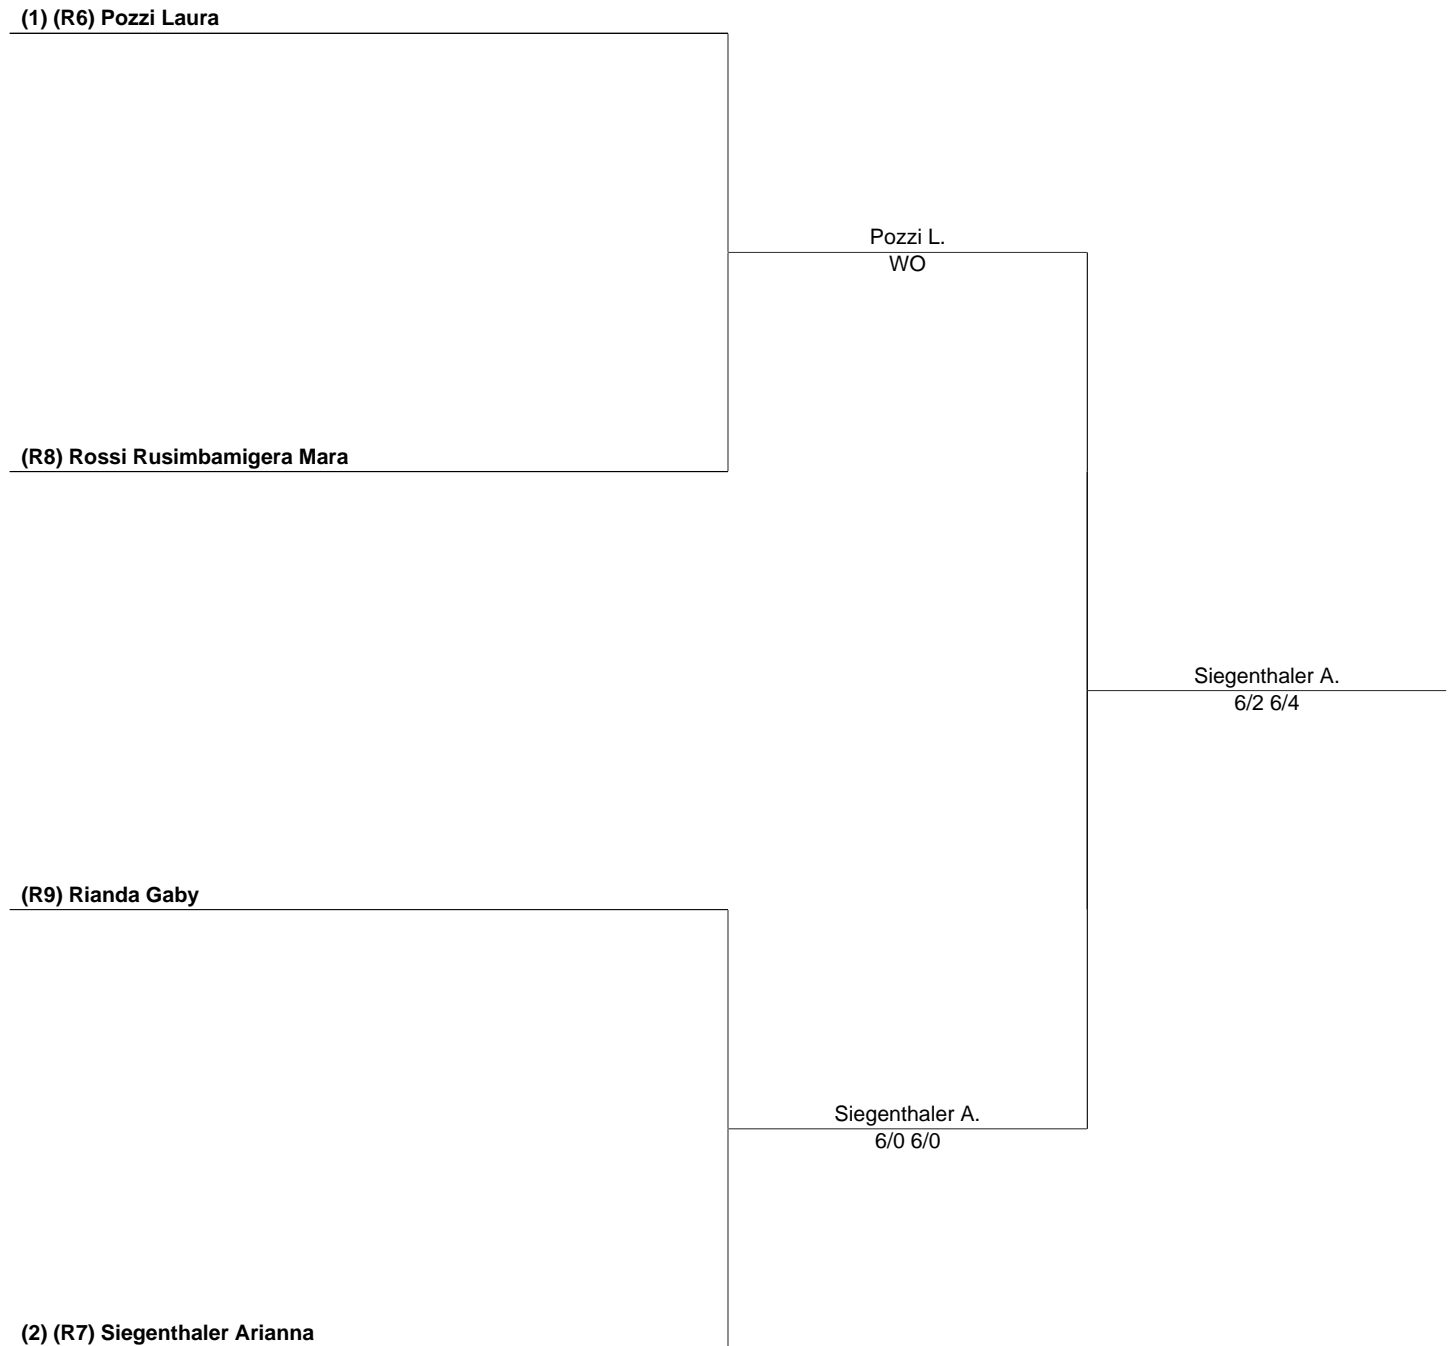 (1) (R6) Pozzi Laura
Pozzi L.
WO
(R8) Rossi Rusimbamigera Mara
Siegenthaler A.
6/2 6/4
(R9) Rianda Gaby
Siegenthaler A.
6/0 6/0
(2) (R7) Siegenthaler Arianna